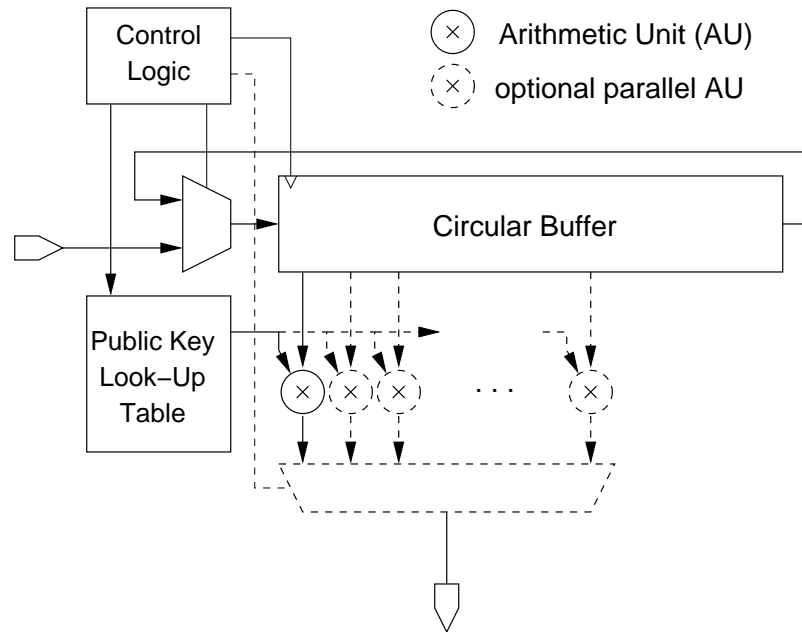 Control
Logic
Arithmetic Unit (AU)
optional parallel AU
Circular Buffer
Public Key
Look−Up
Table
. . .